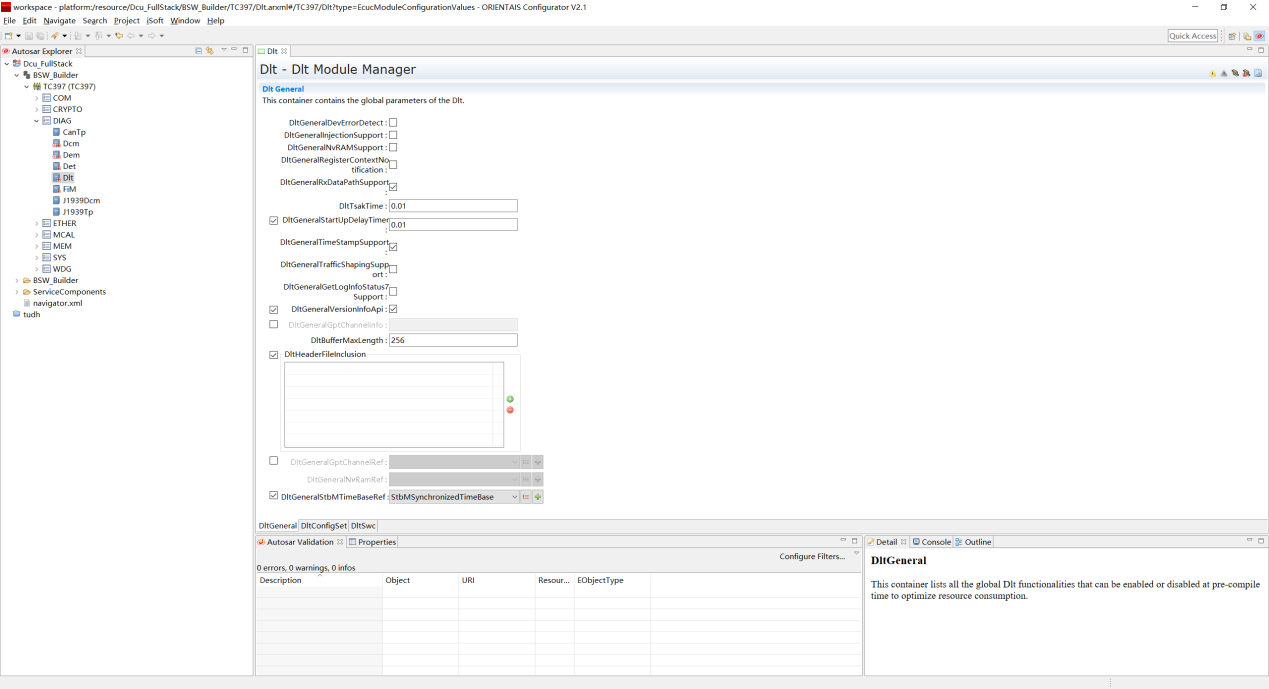 workspace - platform:/resource/Dcu_FullStack/BSW_Builder/TC397/Dlt.arxml#/TC397/Dlt?type=EcucModuleConfigurationValues - ORIENTAIS Configurator V2.1
File Edit Navigate Search Project iSoft Window Help
Quick Access
Autosar Explorer
Dcu_FullStack
BSW_Builder
TC397 (TC397)
COM
CRYPTO
DIAG
CanTp
Dcm
Dem
Det
Dlt
FiM
J1939Dcm
J1939Tp
ETHER
MCAL
MEM
SYS
WDG
BSW_Builder
ServiceComponents
navigator.xml
tudh
Dlt
Dlt - Dlt Module Manager
Dlt General
This container contains the global parameters of the Dlt.
DltGeneralDevErrorDetect :
DltGeneralInjectionSupport :
DltGeneralNvRAMSupport :
DltGeneralRegisterContextNo
tification :
DltGeneralRxDataPathSupport
:
DltTsakTime : 0.01
DltGeneralStartUpDelayTimer
: 0.01
DltGeneralTimeStampSupport
:
DltGeneralTrafficShapingSupp
ort :
DltGeneralGetLogInfoStatus7
Support :
DltGeneralVersionInfoApi :
DltGeneralGptChannelInfo :
DltBufferMaxLength : 256
DltHeaderFileInclusion
DltGeneralGptChannelRef :
DltGeneralNvRamRef :
DltGeneralStbMTimeBaseRef : StbMSynchronizedTimeBase
DltGeneral DltConfigSet DltSwc
Autosar Validation Properties
Configure Filters...
0 errors, 0 warnings, 0 infos
Description Object URI Resour... EObjectType
Detail Console Outline
DltGeneral
This container lists all the global Dlt functionalities that can be enabled or disabled at pre-compile
time to optimize resource consumption.